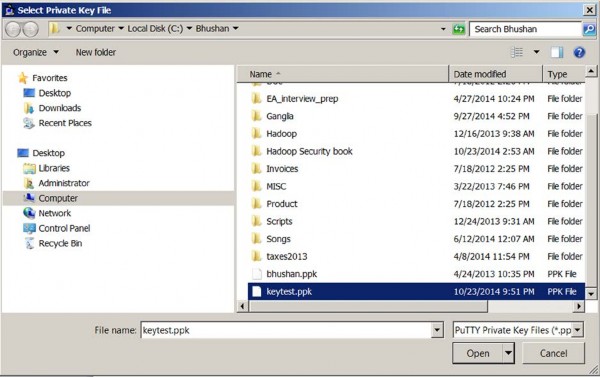 Select Private Key File
Computer Local Disk (C:) Bhushan
Search Bhushan
Organize New folder
Favorites
Desktop
Downloads
Recent Places
Desktop
Libraries
Administrator
Computer
Network
Control Panel
Recycle Bin
Name Date modified Type
EA_interview_prep 4/27/2014 10:24 PM File folder
Ganglia 9/27/2014 4:52 PM File folder
Hadoop 12/16/2013 9:38 AM File folder
Hadoop Security book 10/23/2014 2:53 AM File folder
Invoices 7/18/2012 2:25 PM File folder
MISC 3/22/2013 7:46 PM File folder
Product 7/18/2012 2:25 PM File folder
Scripts 12/24/2013 9:31 AM File folder
Songs 6/12/2014 12:07 AM File folder
taxes2013 4/8/2014 11:54 PM File folder
bhushan.ppk 4/24/2013 10:35 PM PPK File
keytest.ppk 10/23/2014 9:51 PM PPK File
File name: keytest.ppk PuTTY Private Key Files (*.pp
Open Cancel